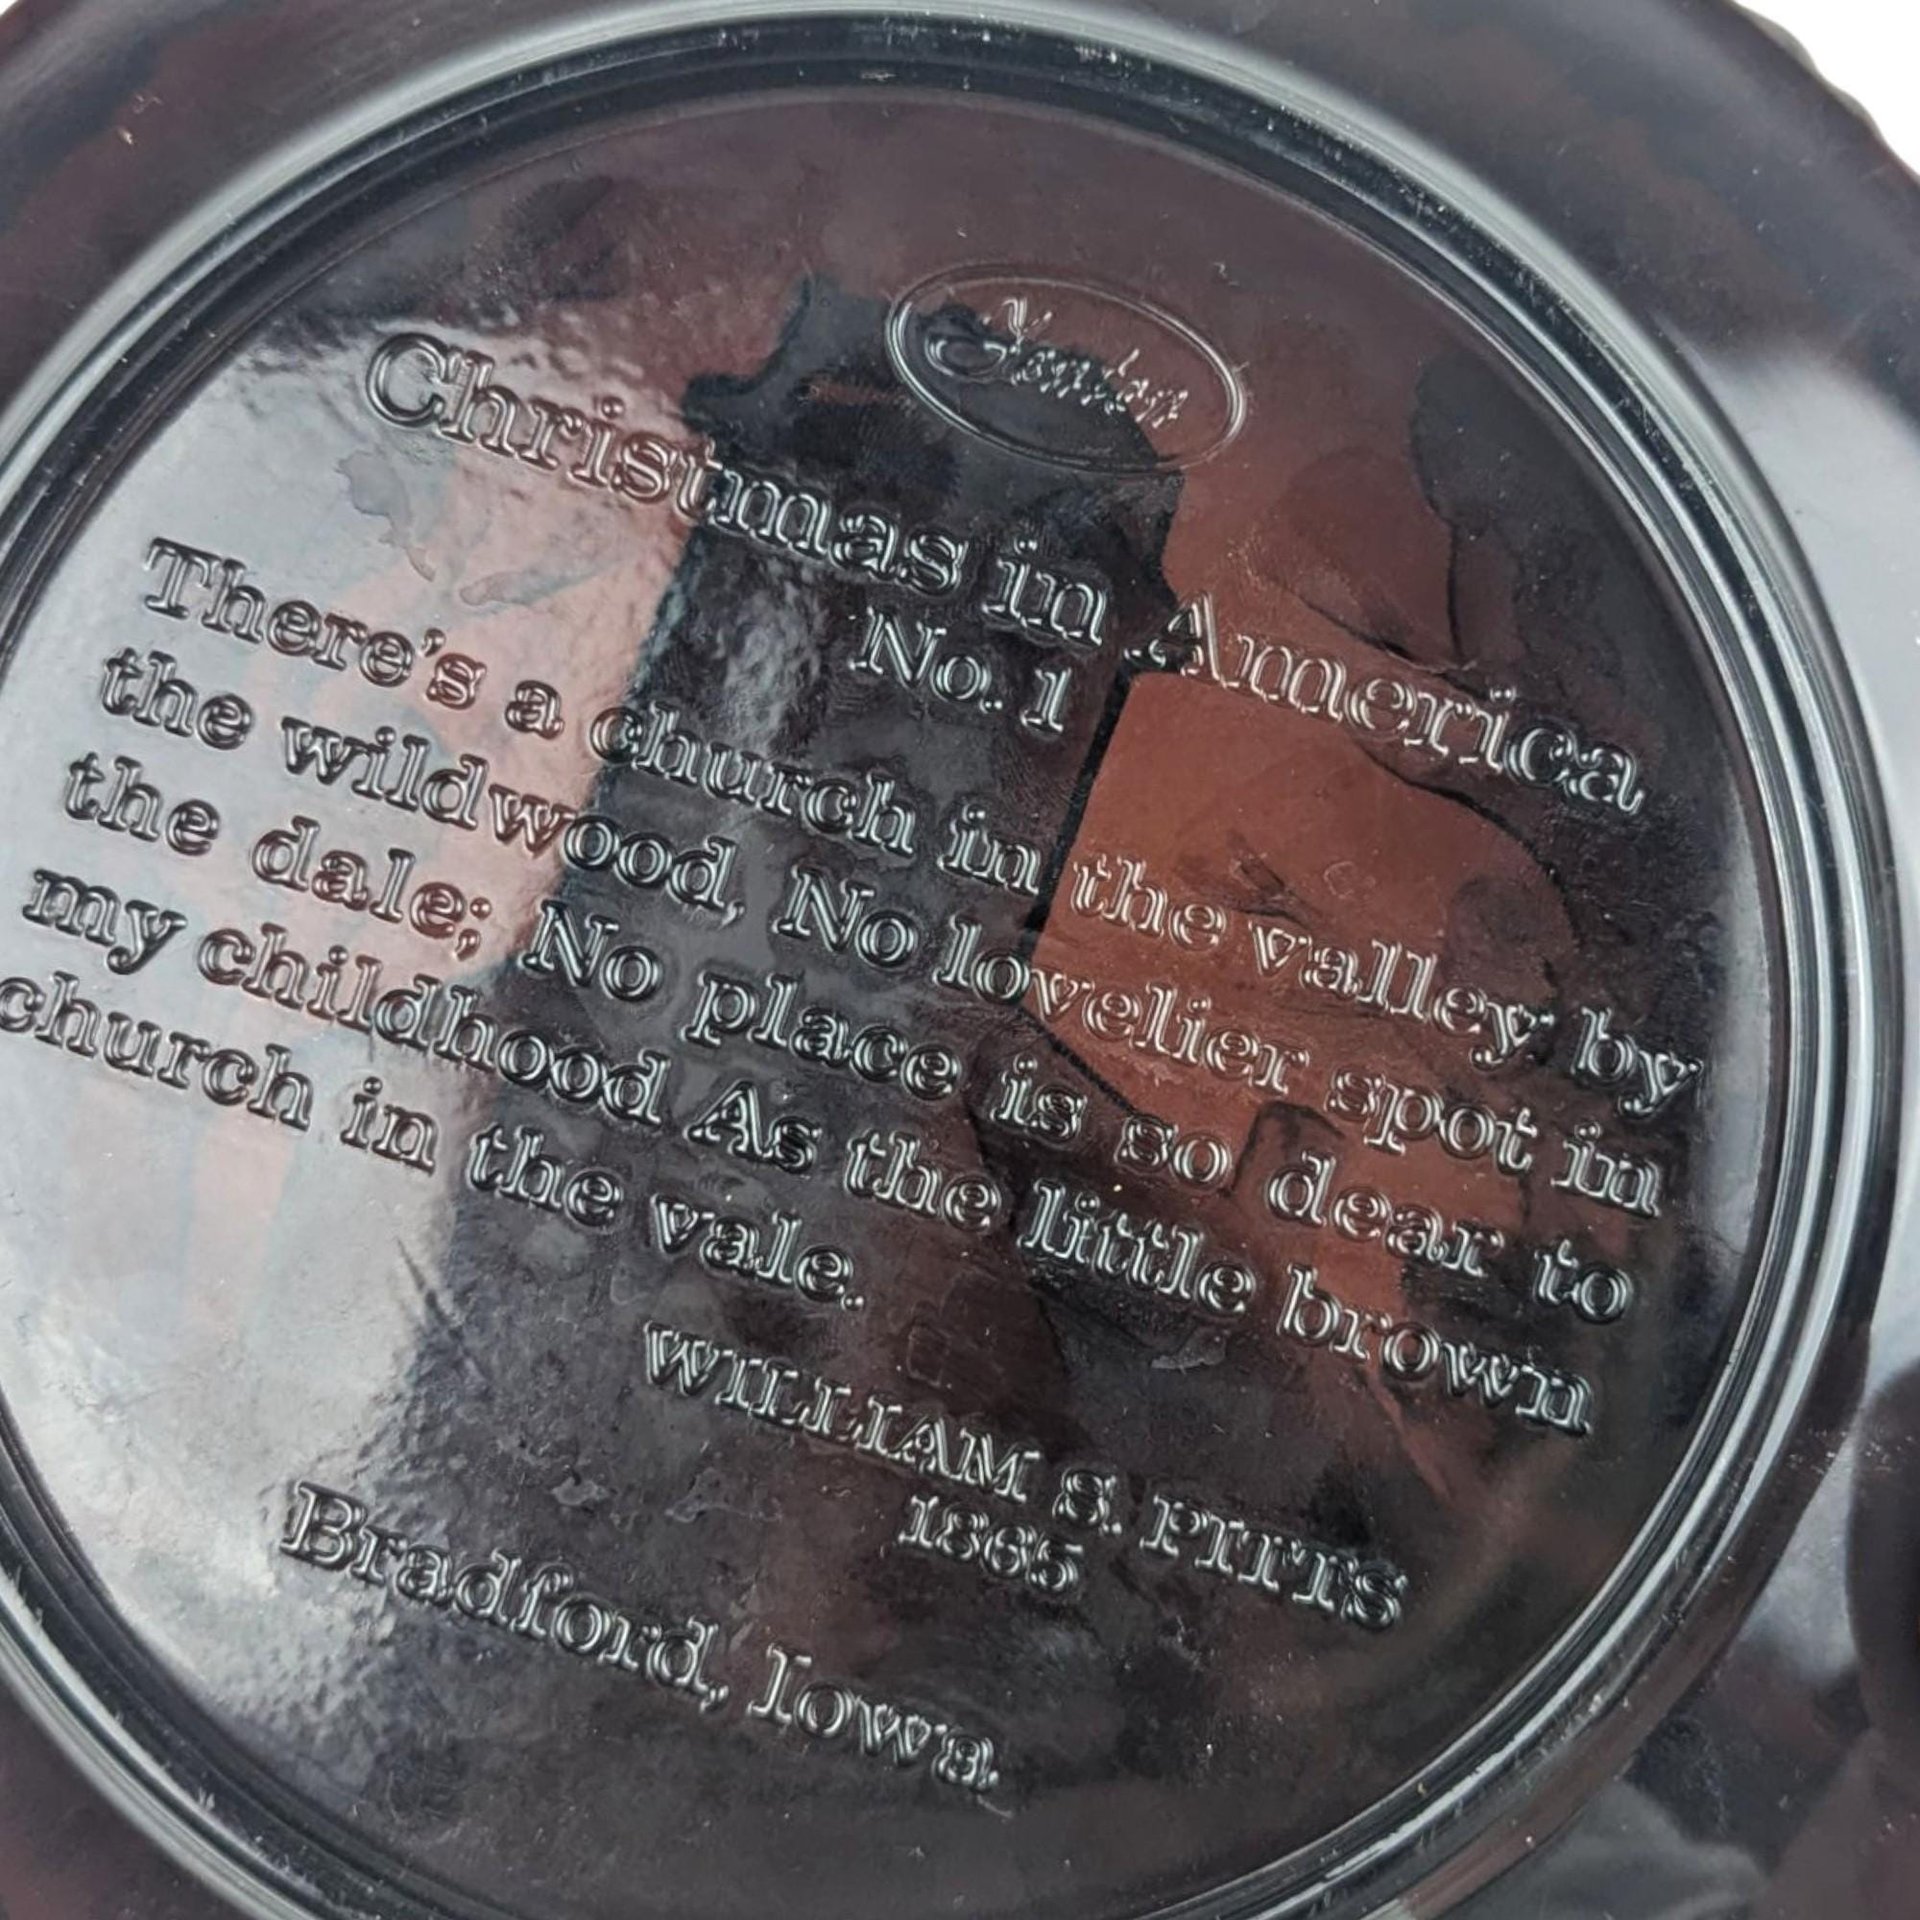 Fenton
Christmas in America
No. 1
There's a church in the valley by
the wildwood, No lovelier spot in
the dale; No place is so dear to
my childhood As the little brown
church in the vale.
WILLIAM S. PITTS
1865
Bradford, Iowa